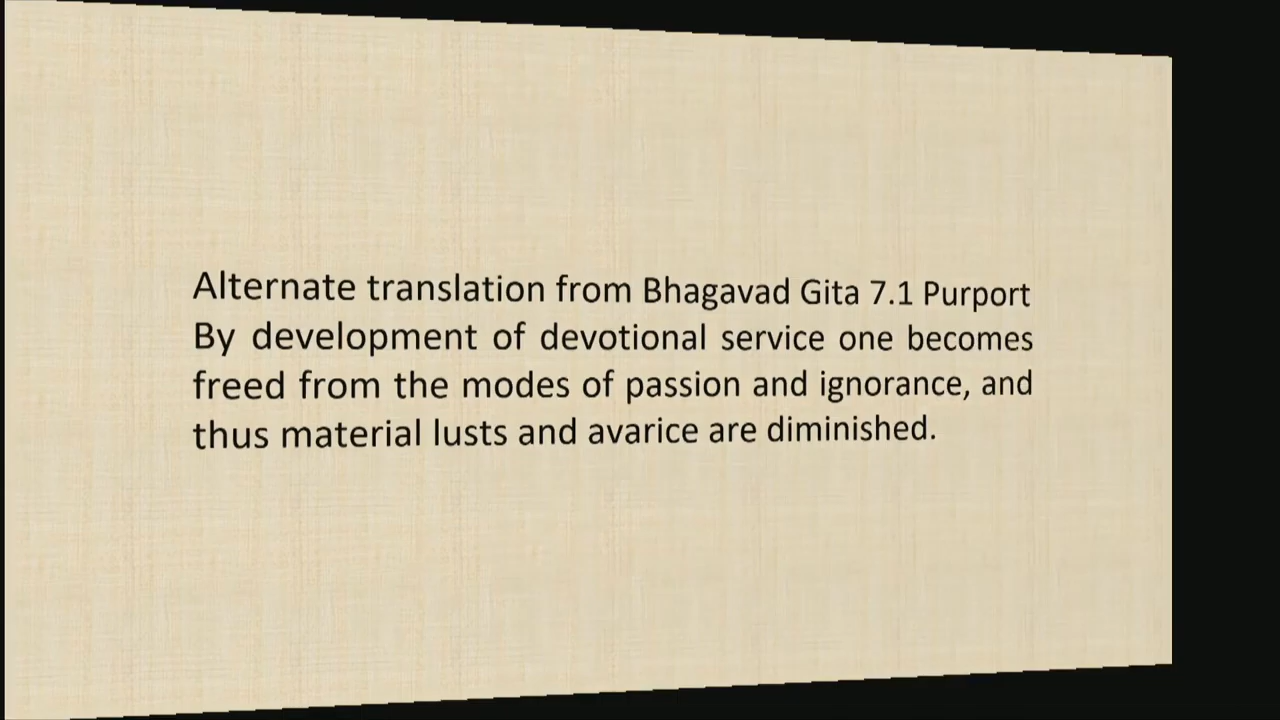 Alternate translation from Bhagavad Gita 7.1 Purport
By development of devotional service one becomes
freed from the modes of passion and ignorance, and
thus material lusts and avarice are diminished.